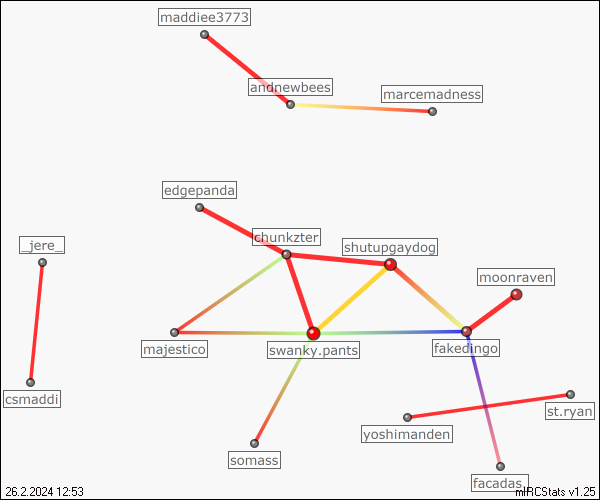 maddiee3773
andnewbees
marcemadness
edgepanda
chunkzter
_jere_
shutupgaydog
moonraven
majestico
swanky.pants
fakedingo
csmaddi
st.ryan
yoshimanden
somass
facadas.
26.2.2024 12:53
mIRCStats v1.25